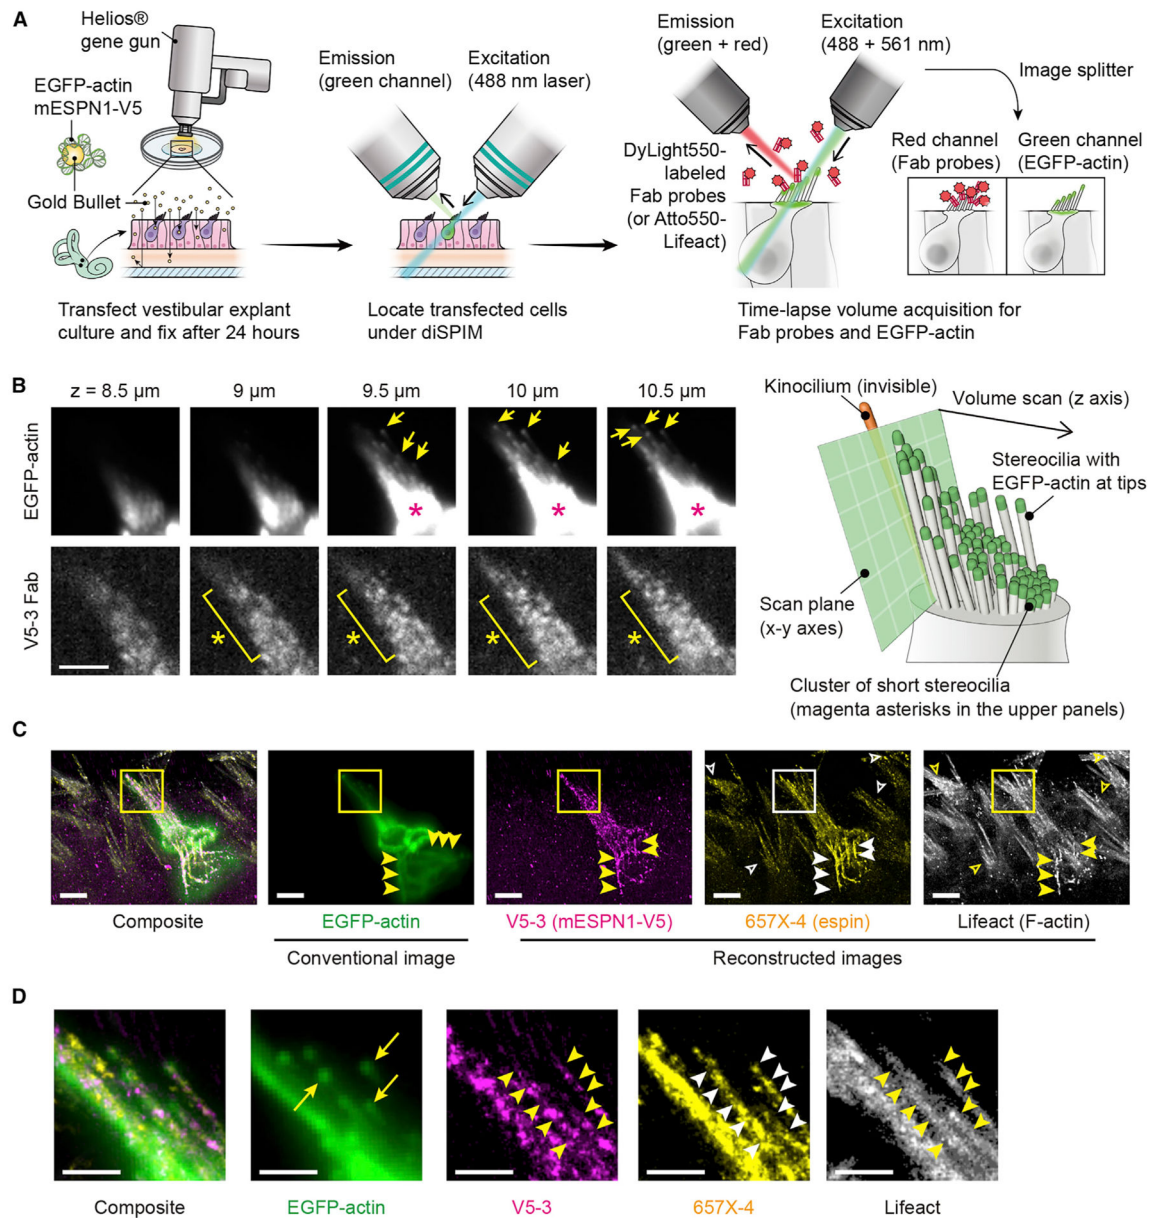 A
Helios®
gene gun
EGFP-actin
mESPN1-V5
Gold Bullet
Transfect vestibular explant
culture and fix after 24 hours
Emission
(green channel)
Excitation
(488 nm laser)
Locate transfected cells
under diSPIM
Emission
(green + red)
Excitation
(488 + 561 nm)
Image splitter
DyLight550-
labeled
Fab probes
(or Atto550-
Lifeact)
Red channel
(Fab probes)
Green channel
(EGFP-actin)
Time-lapse volume acquisition for
Fab probes and EGFP-actin
B
z = 8.5 µm
9 µm
9.5 µm
10 µm
10.5 µm
EGFP-actin
*
*
*
V5-3 Fab
*
*
*
*
Kinocilium (invisible)
Volume scan (z axis)
Stereocilia with
EGFP-actin at tips
Scan plane
(x-y axes)
Cluster of short stereocilia
(magenta asterisks in the upper panels)
C
Composite
EGFP-actin
V5-3 (mESPN1-V5)
657X-4 (espin)
Lifeact (F-actin)
Conventional image
Reconstructed images
D
Composite
EGFP-actin
V5-3
657X-4
Lifeact